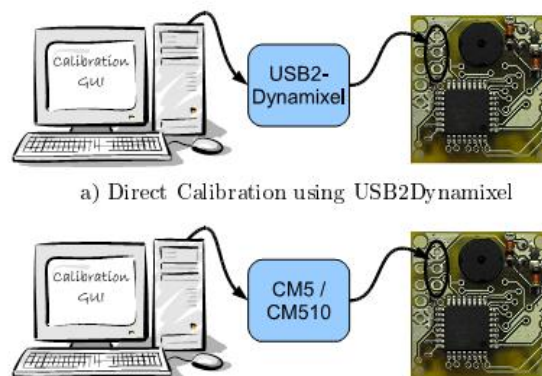 Calibration
GUI
USB2-
Dynamixel
a) Direct Calibration using USB2Dynamixel
Calibration
GUI
CM5 /
CM510